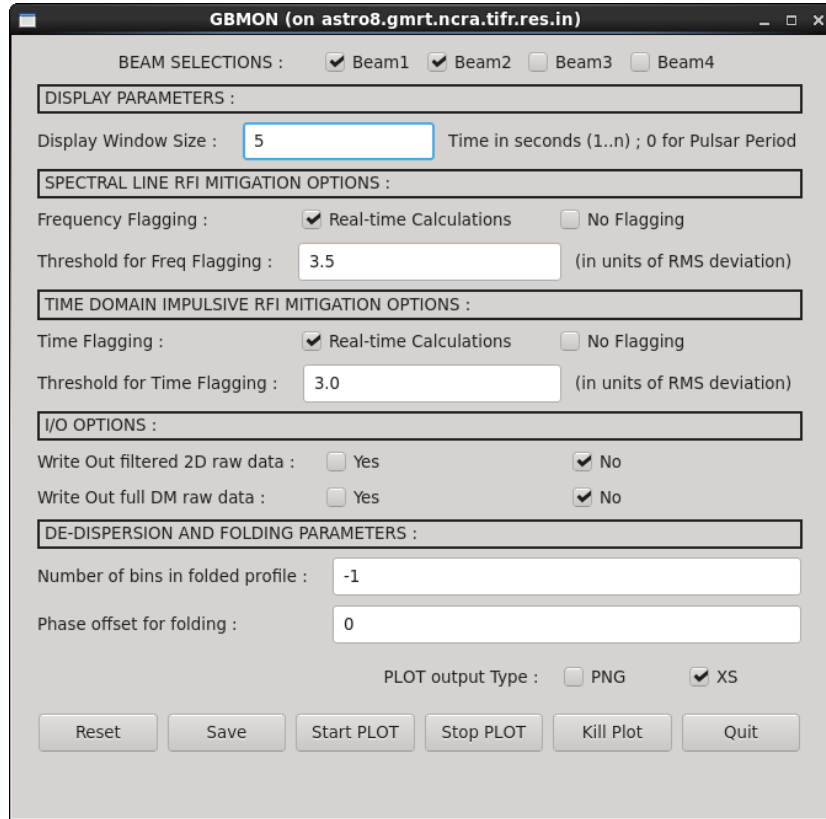 GBMON (on astro8.gmrt.ncra.tifr.res.in)
BEAM SELECTIONS : Beam1 Beam2 Beam3 Beam4
DISPLAY PARAMETERS :
Display Window Size : 5 Time in seconds (1..n) ; 0 for Pulsar Period
SPECTRAL LINE RFI MITIGATION OPTIONS :
Frequency Flagging : Real-time Calculations No Flagging
Threshold for Freq Flagging : 3.5 (in units of RMS deviation)
TIME DOMAIN IMPULSIVE RFI MITIGATION OPTIONS :
Time Flagging : Real-time Calculations No Flagging
Threshold for Time Flagging : 3.0 (in units of RMS deviation)
I/O OPTIONS :
Write Out filtered 2D raw data : Yes No
Write Out full DM raw data : Yes No
DE-DISPERSION AND FOLDING PARAMETERS :
Number of bins in folded profile : -1
Phase offset for folding : 0
PLOT output Type : PNG XS
Reset Save Start PLOT Stop PLOT Kill Plot Quit